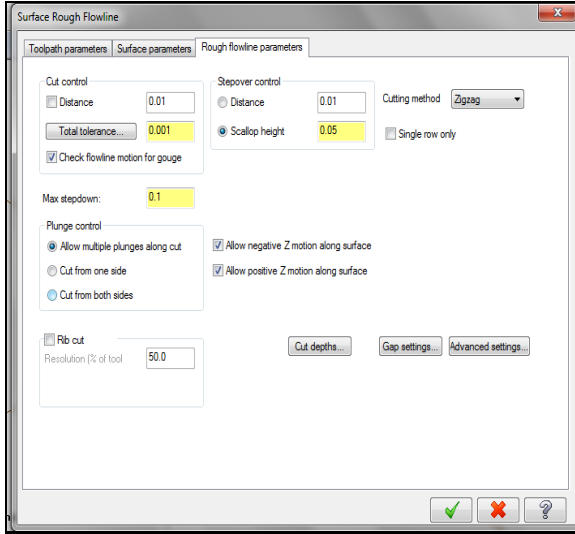 Surface Rough Flowline
Toolpath parameters Surface parameters Rough flowline parameters
Cut control Stepover control
Distance 0.01 Distance 0.01 Cutting method Zigzag
Total tolerance... 0.001 Scallop height 0.05 Single row only
Check flowline motion for gouge
Max stepdown: 0.1
Plunge control
Allow multiple plunges along cut Allow negative Z motion along surface
Cut from one side Allow positive Z motion along surface
Cut from both sides
Rib cut Cut depths... Gap settings... Advanced settings...
Resolution (% of tool 50.0